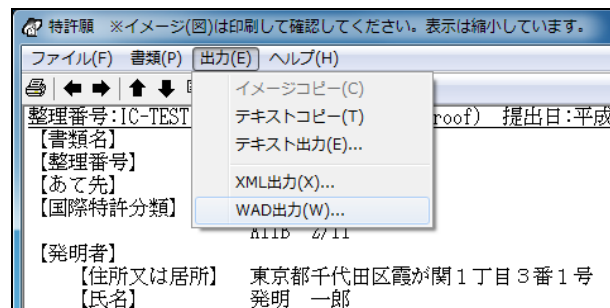 特許願 ※イメージ(図)は印刷して確認してください。表示は縮小しています。
ファイル(F) 書類(P) 出力(E) ヘルプ(H)
イメージコピー(C)
テキストコピー(T)
テキスト出力(E)...
XML出力(X)...
WAD出力(W)...
整理番号:IC-TEST roof) 提出日:平成
【書類名】
【整理番号】
【あて先】
【国際特許分類】
【発明者】
【住所又は居所】 東京都千代田区霞が関1丁目3番1号
【氏名】 発明 一郎